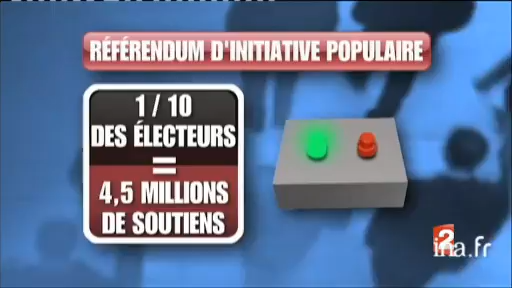 RÉFÉRENDUM D'INITIATIVE POPULAIRE
1 / 10
DES ÉLECTEURS
=
4,5 MILLIONS
DE SOUTIENS
2
ina.fr